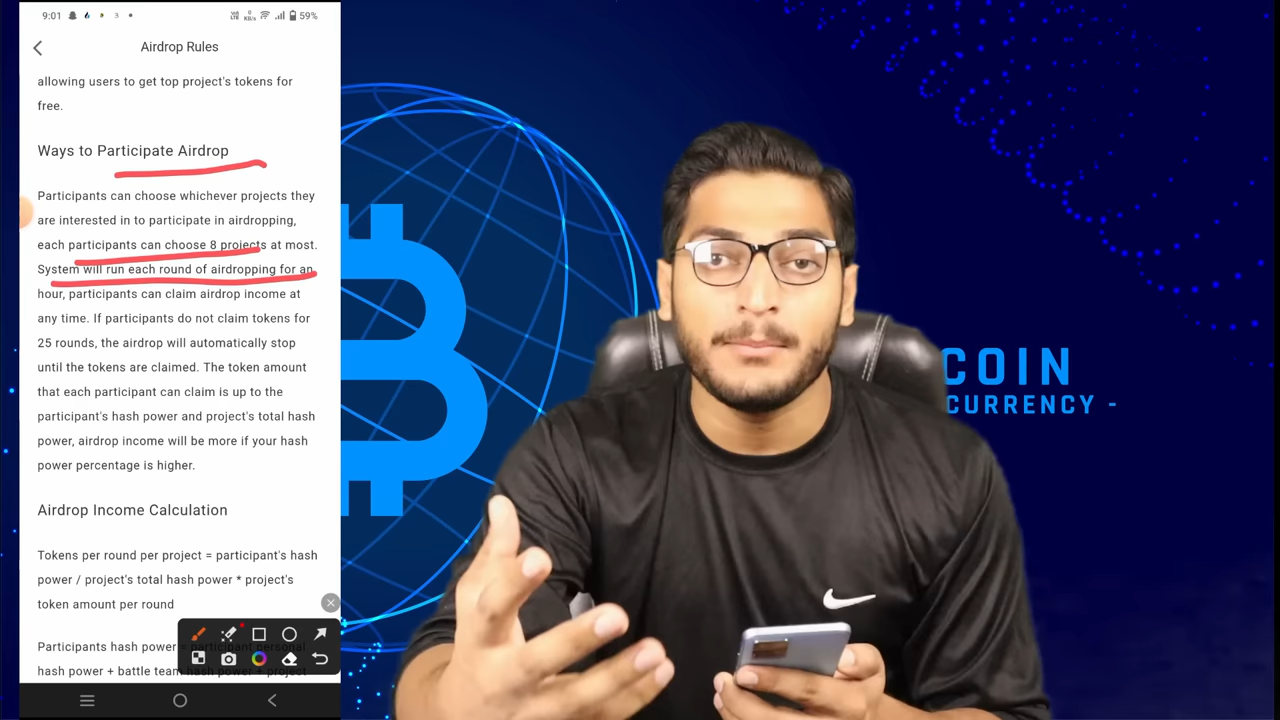 9:01
59%
Airdrop Rules
allowing users to get top project's tokens for
free.
Ways to Participate Airdrop
Participants can choose whichever projects they
are interested in to participate in airdropping,
each participants can choose 8 projects at most.
System will run each round of airdropping for an
hour, participants can claim airdrop income at
any time. If participants do not claim tokens for
25 rounds, the airdrop will automatically stop
until the tokens are claimed. The token amount
that each participant can claim is up to the
participant's hash power and project's total hash
power, airdrop income will be more if your hash
power percentage is higher.
Airdrop Income Calculation
Tokens per round per project = participant's hash
power / project's total hash power * project's
token amount per round
Participants hash power = participant personal
hash power + battle team hash power + project
COIN
CURRENCY -